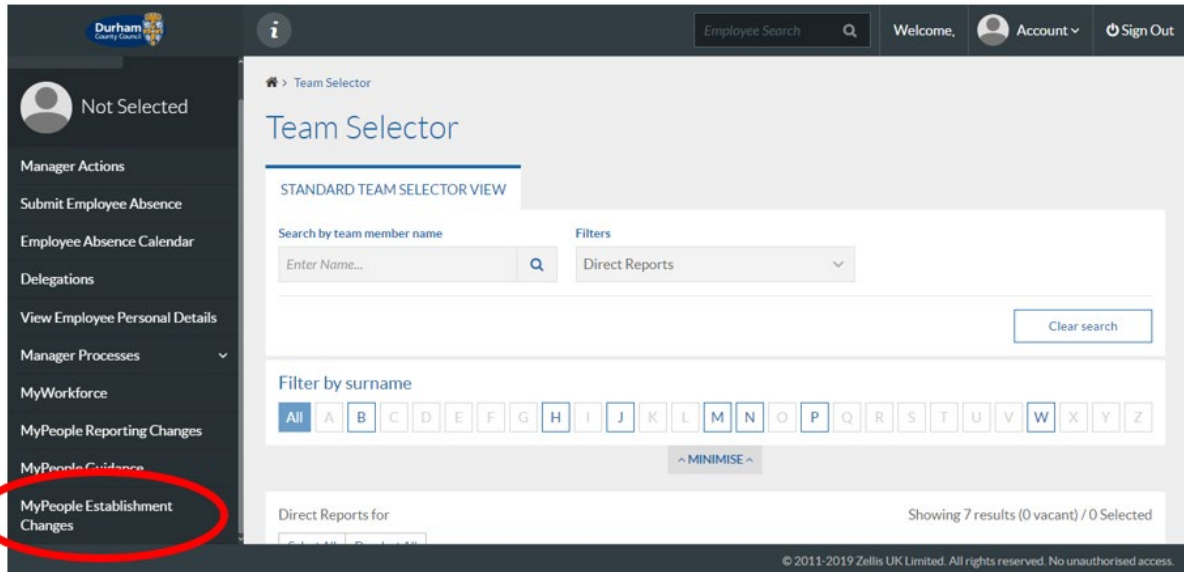 Durham
County Council
i
Employee Search
Welcome,
Account
Sign Out
Not Selected
Manager Actions
Submit Employee Absence
Employee Absence Calendar
Delegations
View Employee Personal Details
Manager Processes
MyWorkforce
MyPeople Reporting Changes
MyPeople Guidance
MyPeople Establishment
Changes
> Team Selector
Team Selector
STANDARD TEAM SELECTOR VIEW
Search by team member name
Filters
Enter Name...
Direct Reports
Clear search
Filter by surname
All A B C D E F G H I J K L M N O P Q R S T U V W X Y Z
^ MINIMISE ^
Direct Reports for
Showing 7 results (0 vacant) / 0 Selected
Select All Deselect All
© 2011-2019 Zellis UK Limited. All rights reserved. No unauthorised access.